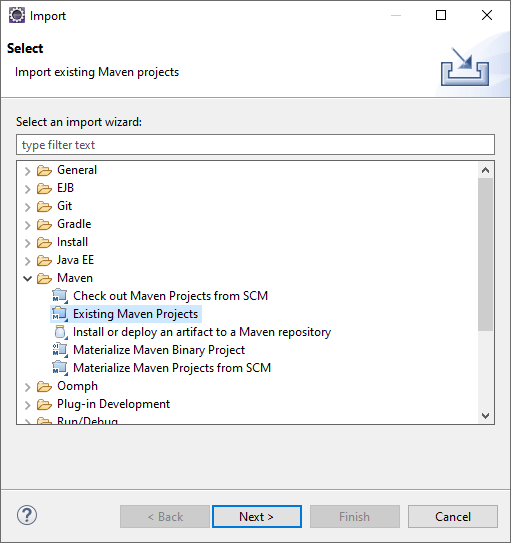 Import
Select
Import existing Maven projects
Select an import wizard:
type filter text
General
EJB
Git
Gradle
Install
Java EE
Maven
Check out Maven Projects from SCM
Existing Maven Projects
Install or deploy an artifact to a Maven repository
Materialize Maven Binary Project
Materialize Maven Projects from SCM
Oomph
Plug-in Development
Run/Debug
? < Back Next > Finish Cancel